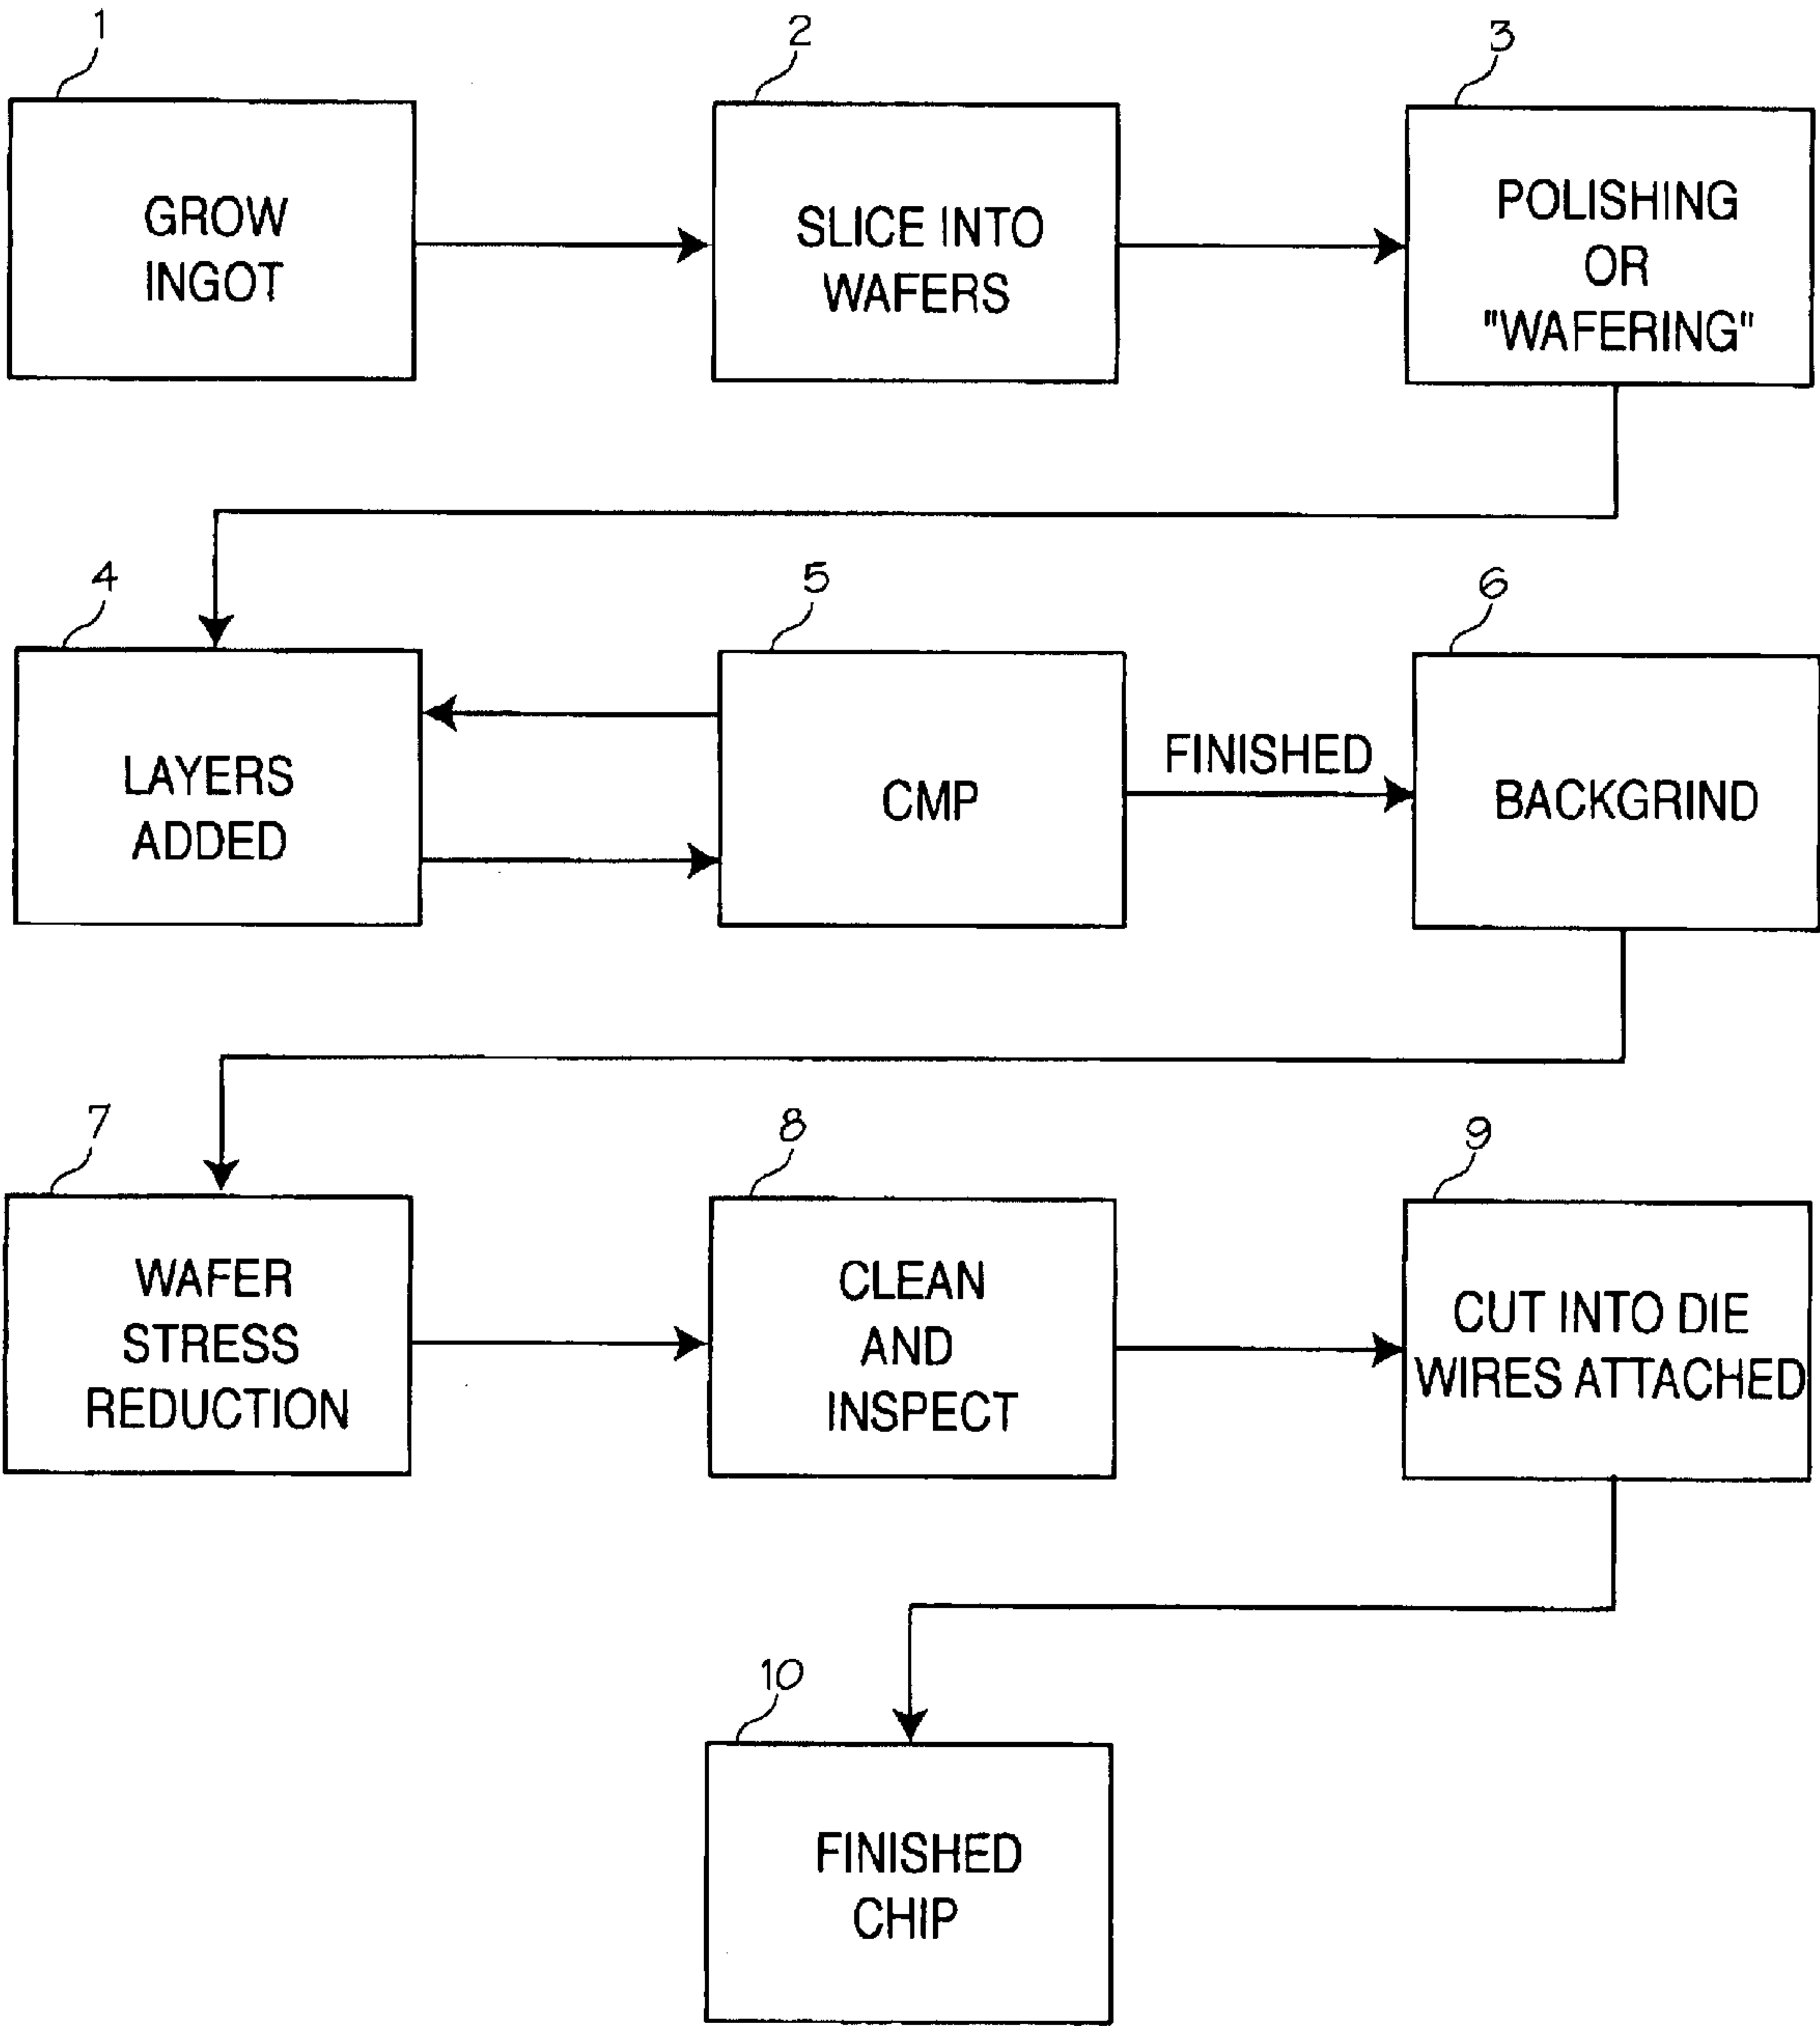 1
GROW
INGOT
2
SLICE INTO
WAFERS
3
POLISHING
OR
"WAFERING"
4
LAYERS
ADDED
5
CMP
FINISHED
6
BACKGRIND
7
WAFER
STRESS
REDUCTION
8
CLEAN
AND
INSPECT
9
CUT INTO DIE
WIRES ATTACHED
10
FINISHED
CHIP